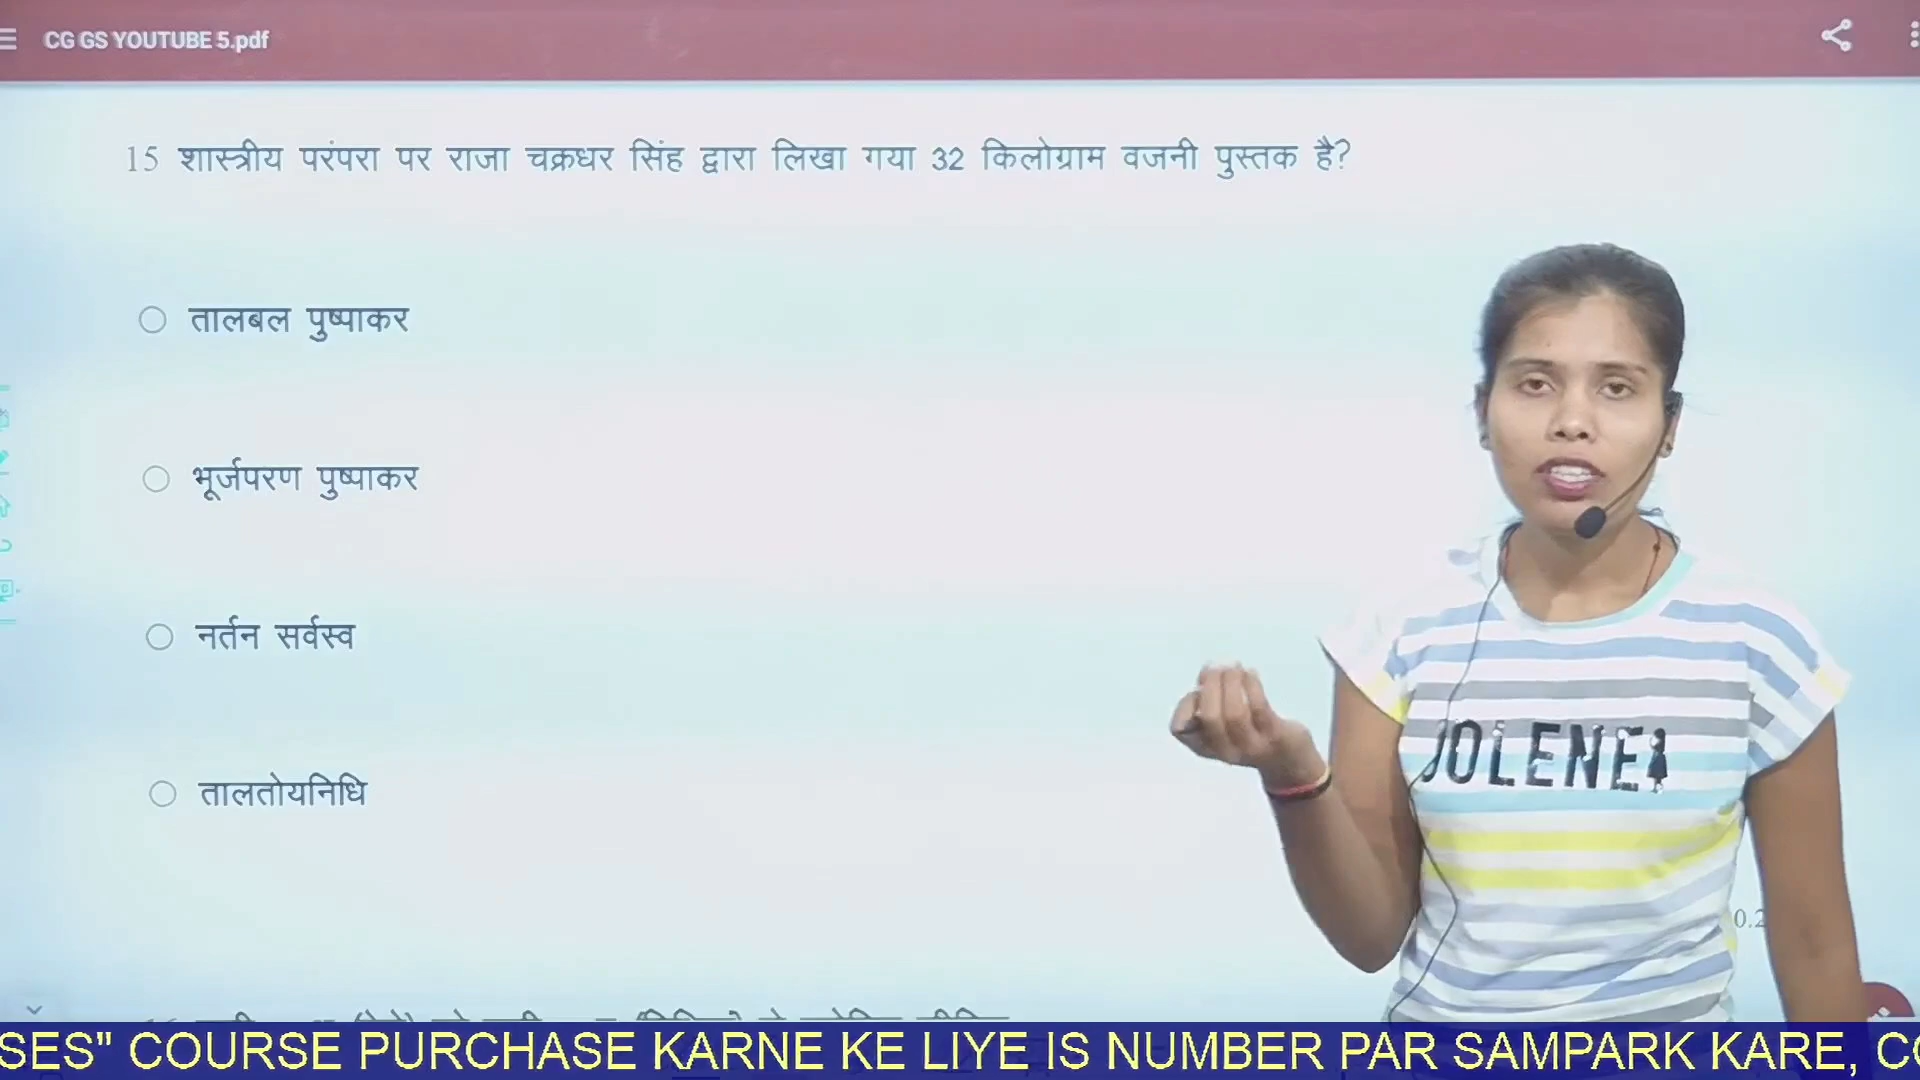 CG GS YOUTUBE 5.pdf
15 शास्त्रीय परंपरा पर राजा चक्रधर सिंह द्वारा लिखा गया 32 किलोग्राम वजनी पुस्तक है?
तालबल पुष्पाकर
भूर्जपरण पुष्पाकर
नर्तन सर्वस्व
तालतोयनिधि
JOLENE
SES" COURSE PURCHASE KARNE KE LIYE IS NUMBER PAR SAMPARK KARE,